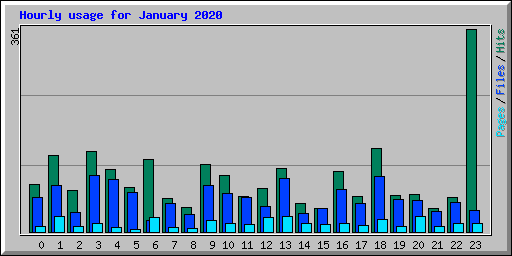 Hourly usage for January 2020
361
Pages / Files / Hits
0 1 2 3 4 5 6 7 8 9 10 11 12 13 14 15 16 17 18 19 20 21 22 23